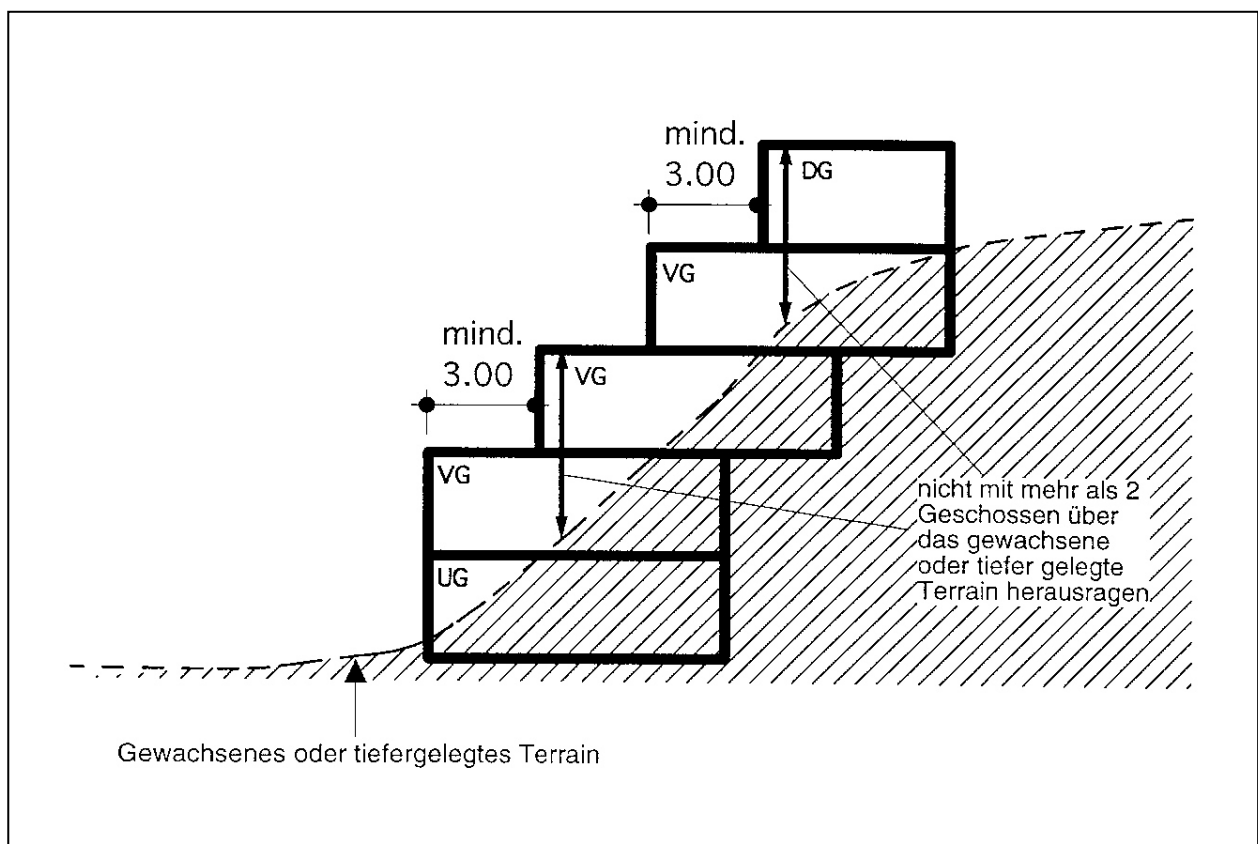 mind.
3.00
DG
VG
mind.
3.00
VG
VG
UG
nicht mit mehr als 2
Geschossen über
das gewachsene
oder tiefer gelegte
Terrain herausragen
Gewachsenes oder tiefergelegtes Terrain